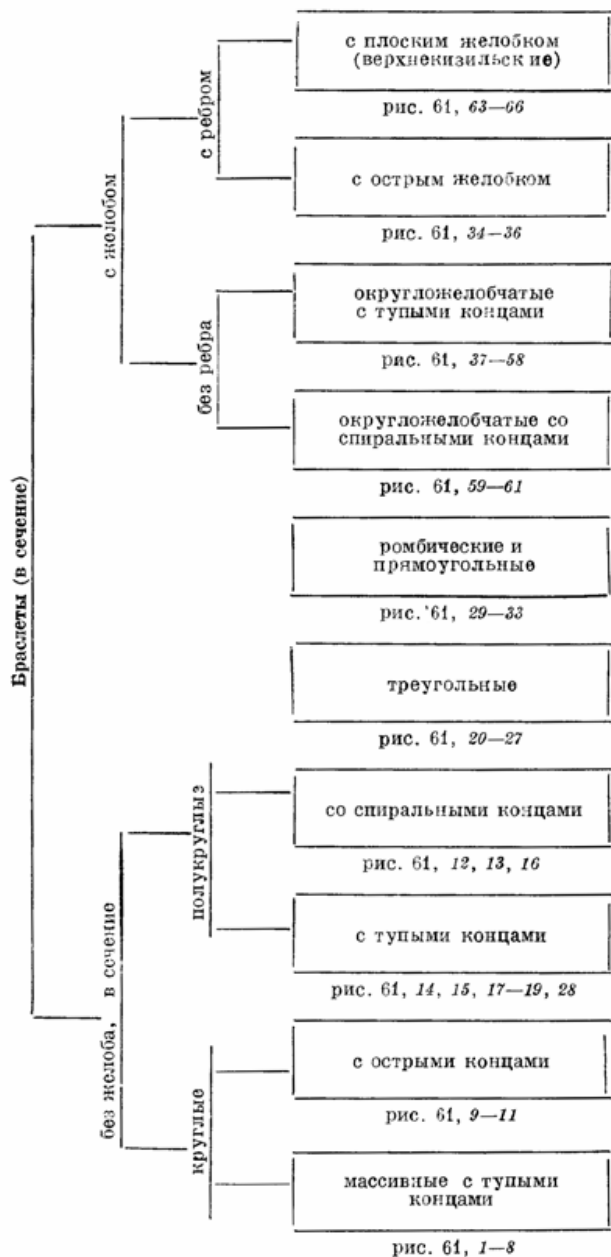 Браслеты (в сечение)
с желобом
с ребром
с плоским желобком
(верхнекизильские)
рис. 61, 63—66
с острым желобком
рис. 61, 34—36
без ребра
округложелобчатые
с тупыми концами
рис. 61, 37—58
округложелобчатые со
спиральными концами
рис. 61, 59—61
без желоба, в сечение
ромбические и
прямоугольные
рис. 61, 29—33
треугольные
рис. 61, 20—27
полукруглыэ
со спиральными концами
рис. 61, 12, 13, 16
с тупыми концами
рис. 61, 14, 15, 17—19, 28
круглые
с острыми концами
рис. 61, 9—11
массивные с тупыми
концами
рис. 61, 1—8